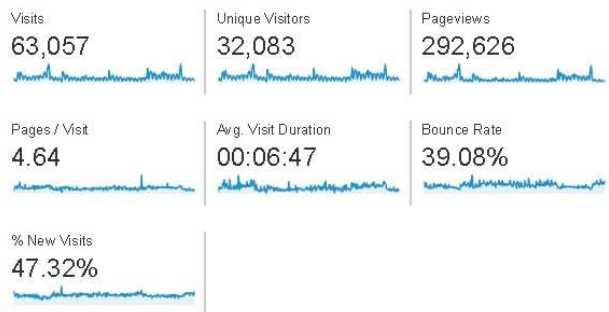 Visits
63,057
Unique Visitors
32,083
Pageviews
292,626
Pages / Visit
4.64
Avg. Visit Duration
00:06:47
Bounce Rate
39.08%
% New Visits
47.32%